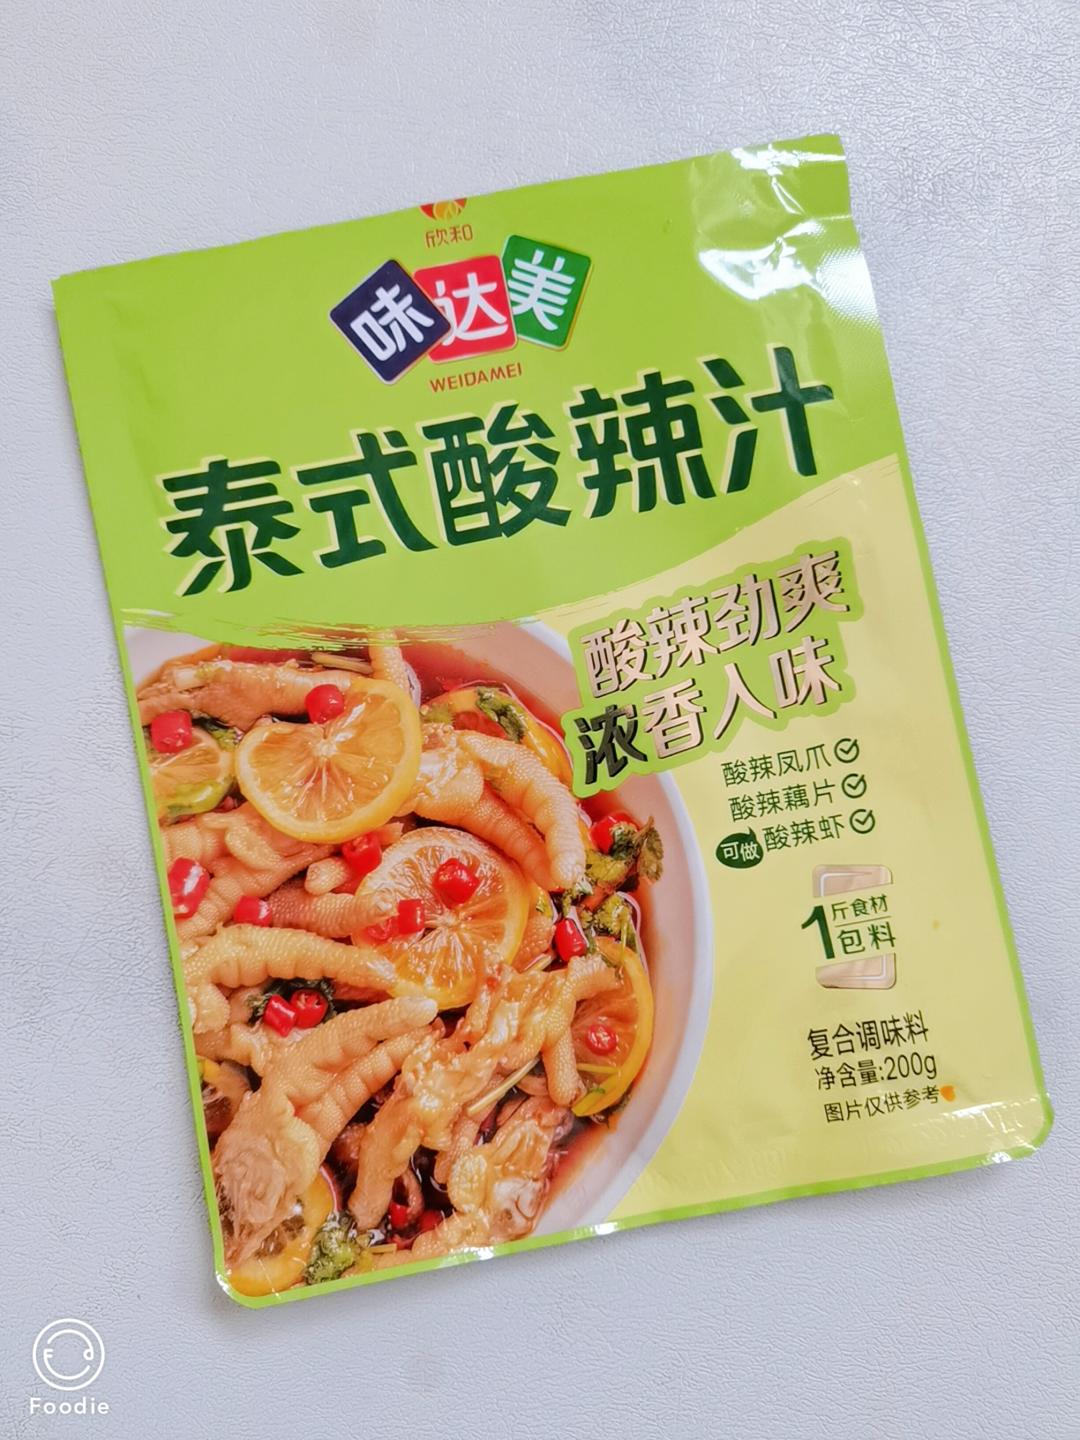 欣和
味达美
WEIDAMEI
泰式酸辣汁
酸辣劲爽
浓香入味
酸辣凤爪
酸辣藕片
可做 酸辣虾
1斤食材
包料
复合调味料
净含量:200g
图片仅供参考
Foodie